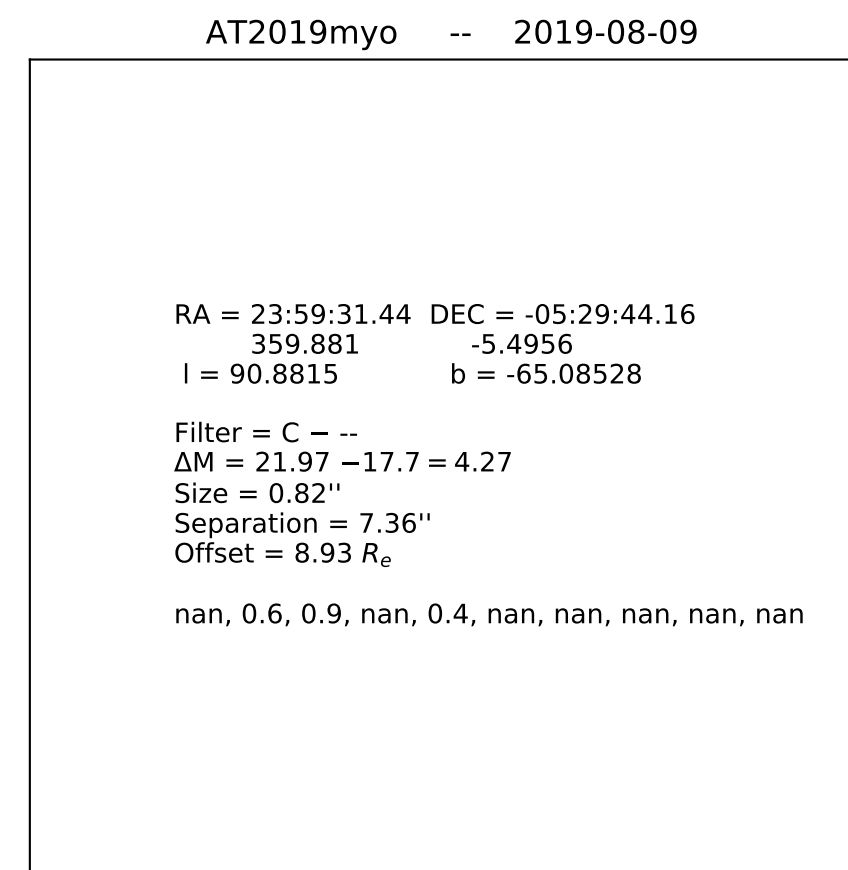 AT2019myo -- 2019-08-09
RA = 23:59:31.44 DEC = -05:29:44.16
359.881 -5.4956
l = 90.8815 b = -65.08528
Filter = C − --
ΔM = 21.97 −17.7 = 4.27
Size = 0.82''
Separation = 7.36''
Offset = 8.93 Re
nan, 0.6, 0.9, nan, 0.4, nan, nan, nan, nan, nan